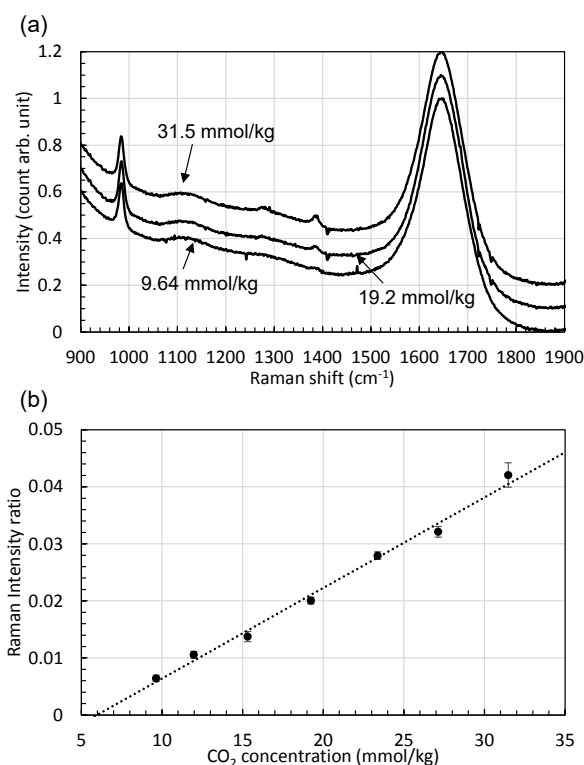 (a)
1.2
1
0.8
0.6
0.4
0.2
0
Intensity (count arb. unit)
31.5 mmol/kg
9.64 mmol/kg
19.2 mmol/kg
900 1000 1100 1200 1300 1400 1500 1600 1700 1800 1900
Raman shift (cm⁻¹)
(b)
0.05
0.04
0.03
0.02
0.01
0
Raman Intensity ratio
5 10 15 20 25 30 35
CO₂ concentration (mmol/kg)